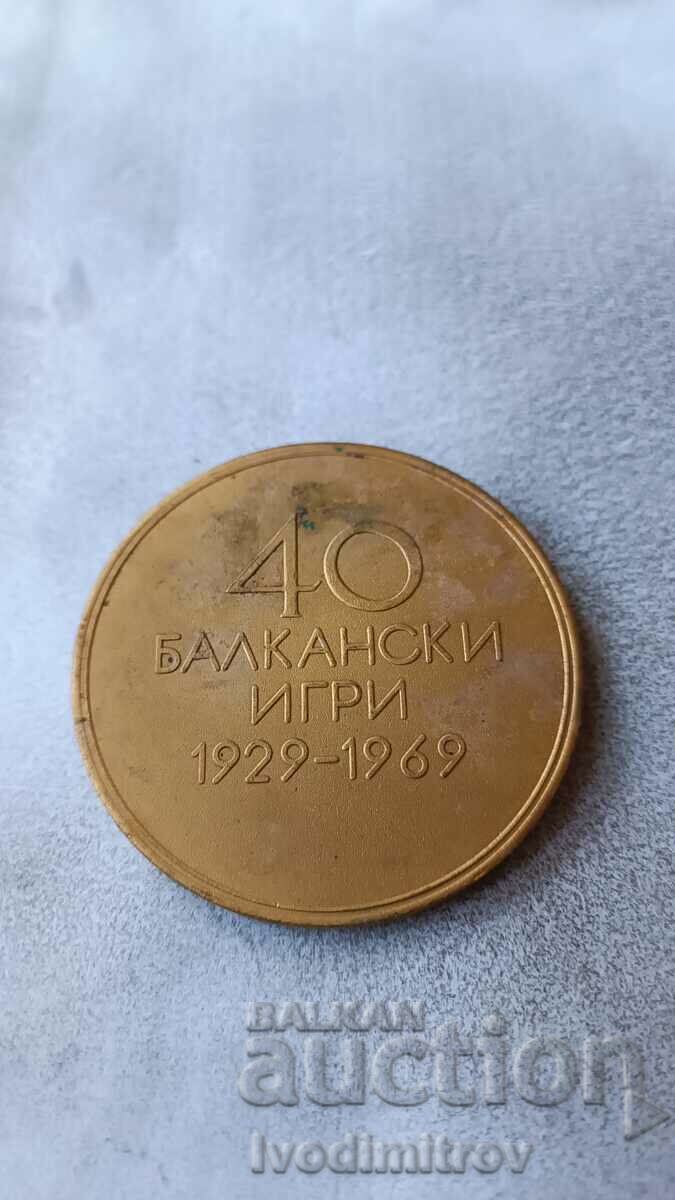 40
БАЛКАНСКИ
ИГРИ
1929-1969
BALKAN
auction
Ivodimitrov